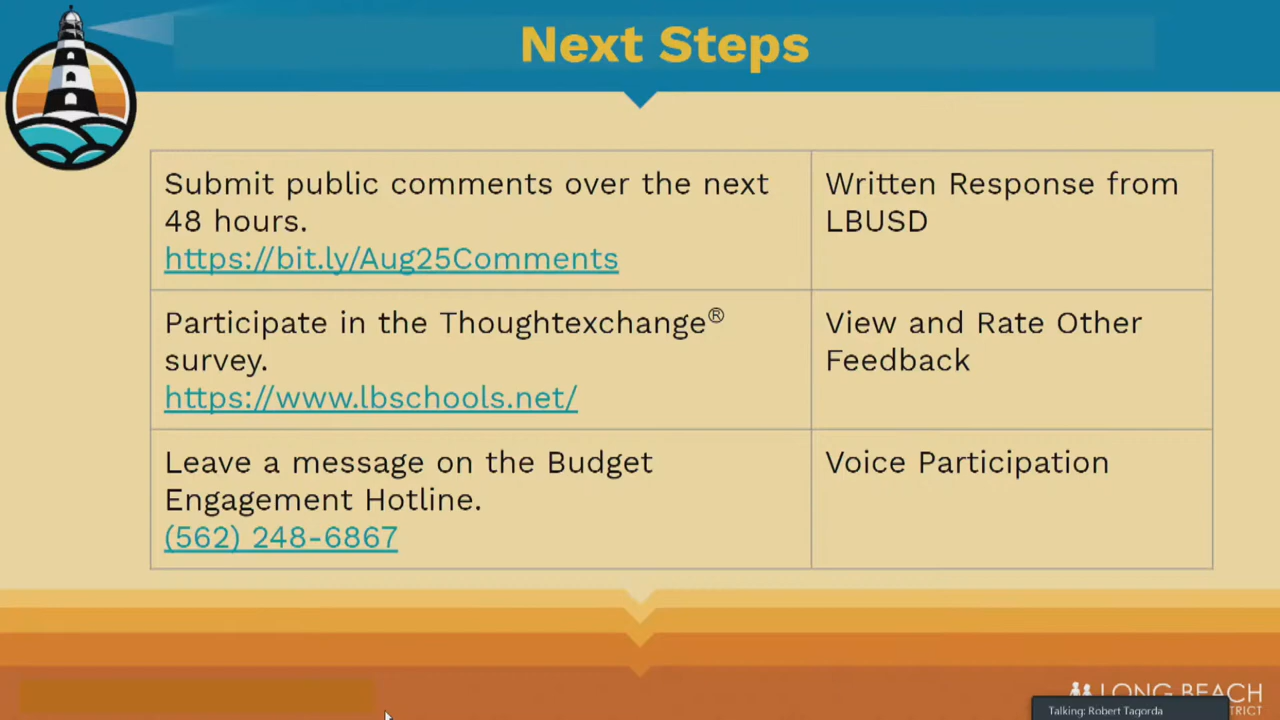 Next Steps
Submit public comments over the next
48 hours.
https://bit.ly/Aug25Comments
Written Response from
LBUSD
Participate in the Thoughtexchange®
survey.
https://www.lbschools.net/
View and Rate Other
Feedback
Leave a message on the Budget
Engagement Hotline.
(562) 248-6867
Voice Participation
LONG BEACH
Talking: Robert Tagorda